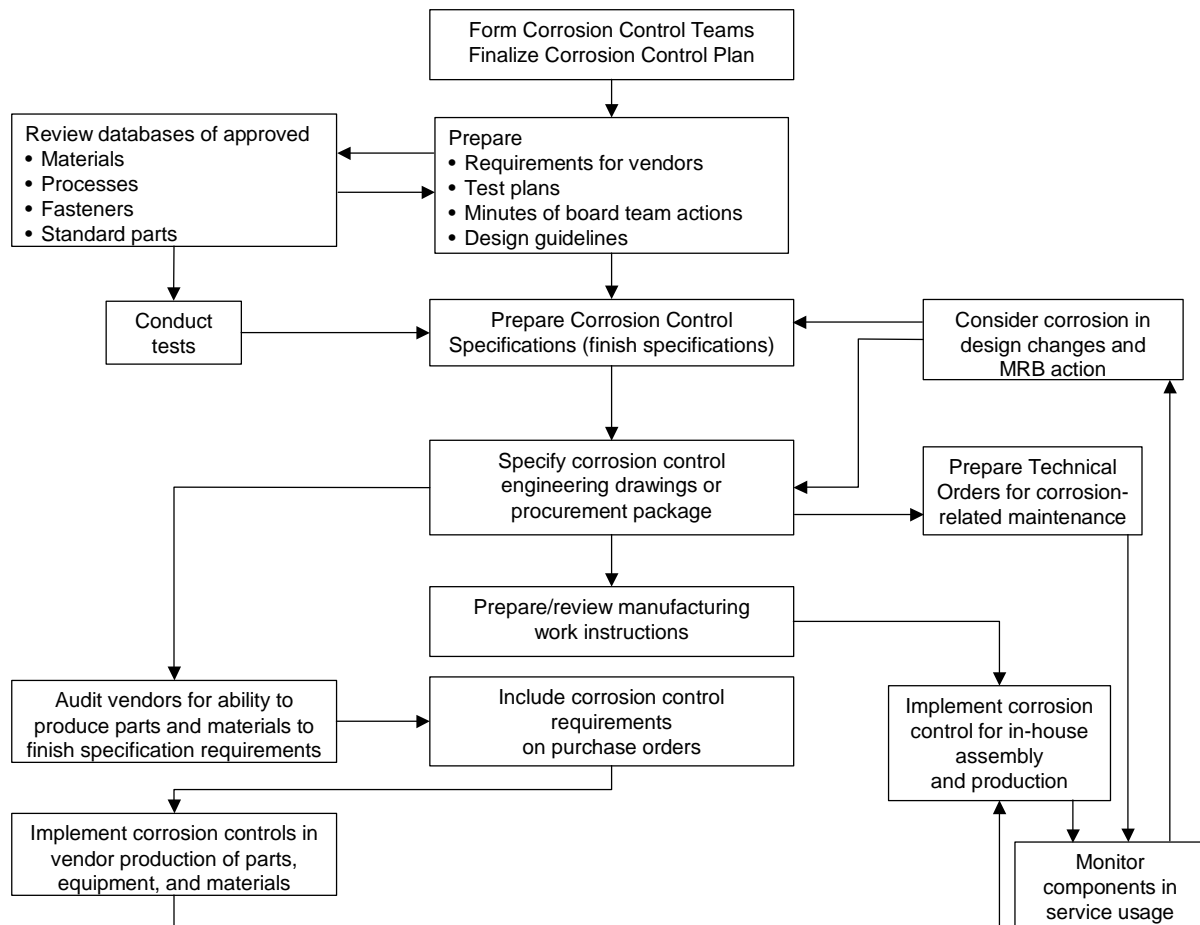 Form Corrosion Control Teams
Finalize Corrosion Control Plan
Review databases of approved
• Materials
• Processes
• Fasteners
• Standard parts
Prepare
• Requirements for vendors
• Test plans
• Minutes of board team actions
• Design guidelines
Conduct
tests
Prepare Corrosion Control
Specifications (finish specifications)
Consider corrosion in
design changes and
MRB action
Specify corrosion control
engineering drawings or
procurement package
Prepare Technical
Orders for corrosion-
related maintenance
Prepare/review manufacturing
work instructions
Audit vendors for ability to
produce parts and materials to
finish specification requirements
Include corrosion control
requirements
on purchase orders
Implement corrosion
control for in-house
assembly
and production
Implement corrosion controls in
vendor production of parts,
equipment, and materials
Monitor
components in
service usage